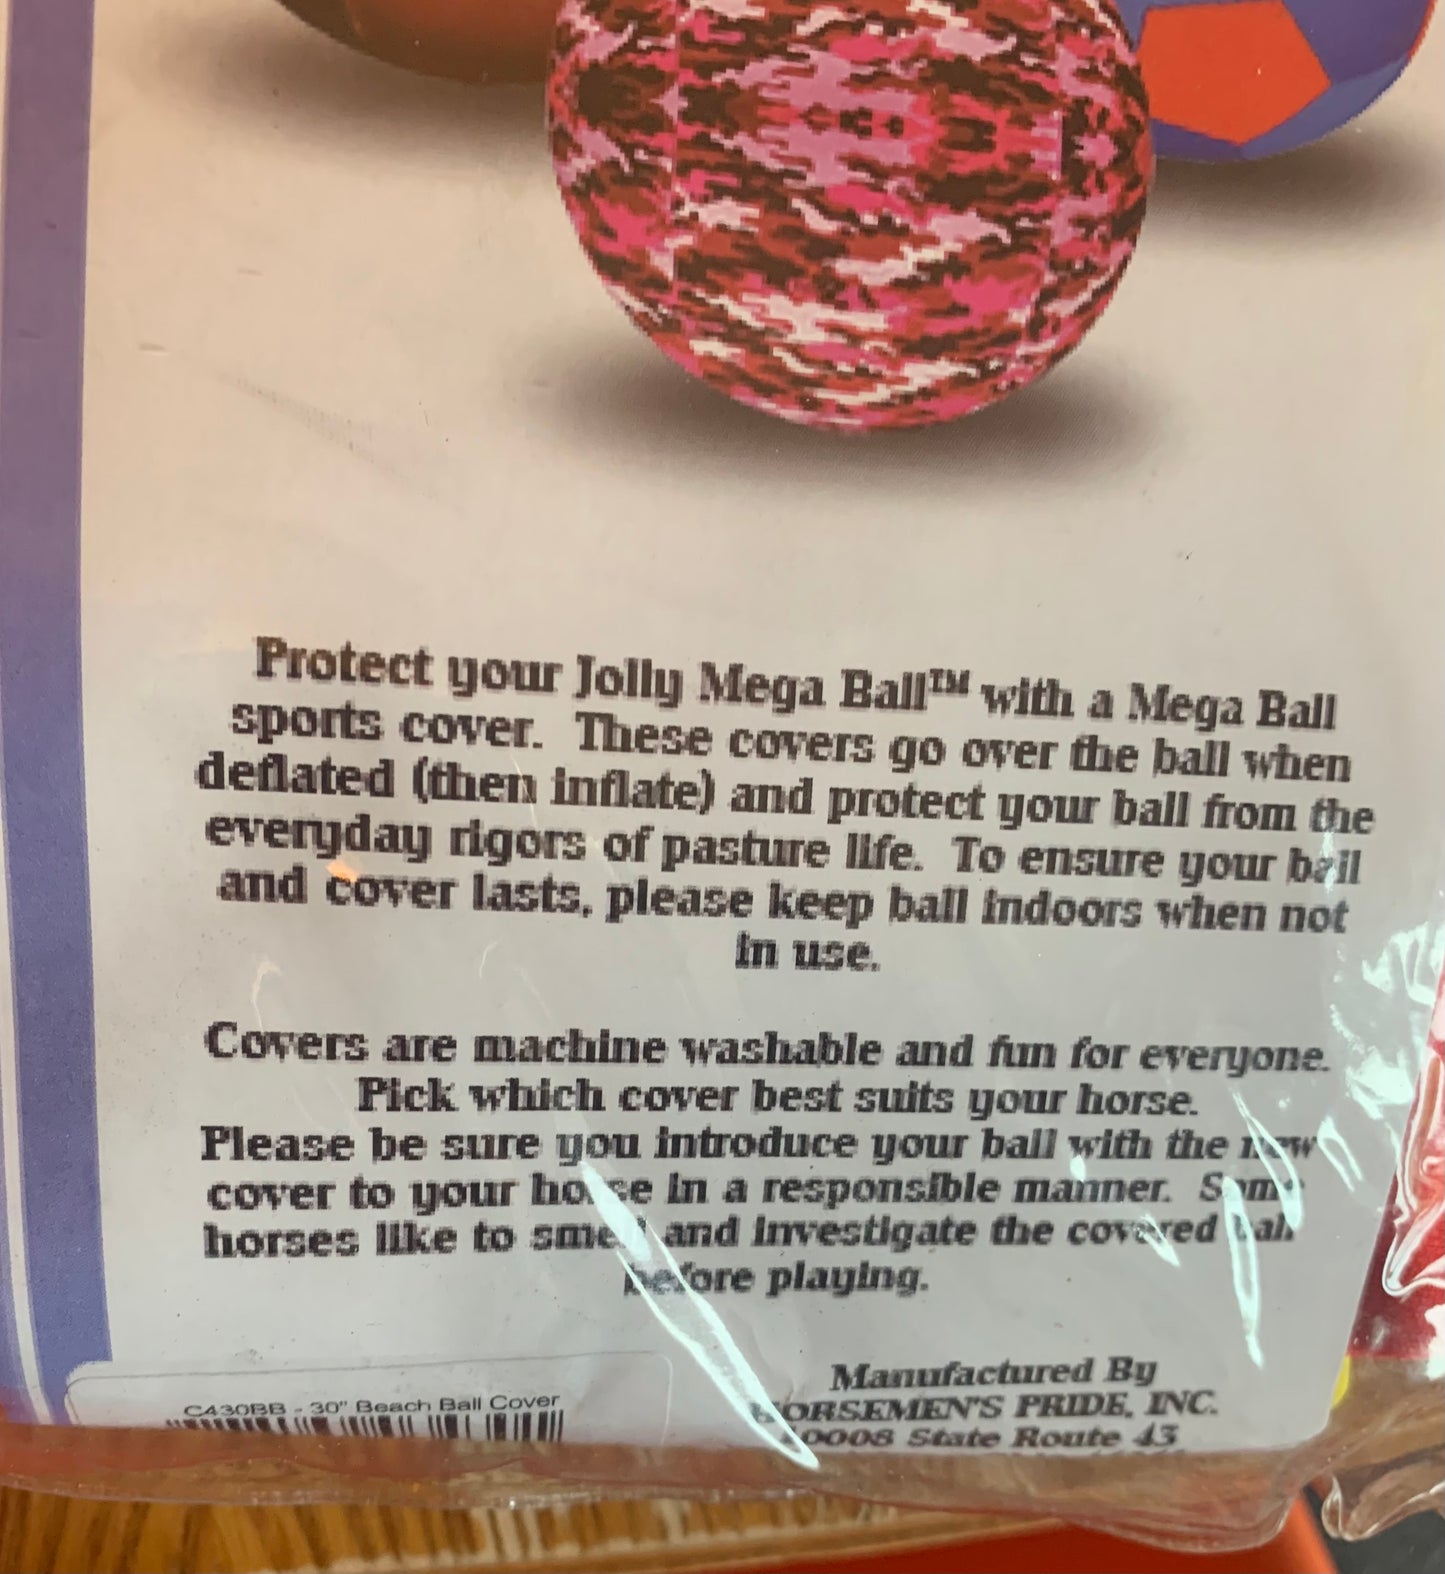 Protect your Jolly Mega Ball™ with a Mega Ball
sports cover. These covers go over the ball when
deflated (then inflate) and protect your ball from the
everyday rigors of pasture life. To ensure your ball
and cover lasts, please keep ball indoors when not
in use.
Covers are machine washable and fun for everyone.
Pick which cover best suits your horse.
Please be sure you introduce your ball with the new
cover to your horse in a responsible manner. Some
horses like to smell and investigate the covered ball
before playing.
C430BB - 30" Beach Ball Cover
Manufactured By
HORSEMEN'S PRIDE, INC.
State Route 43